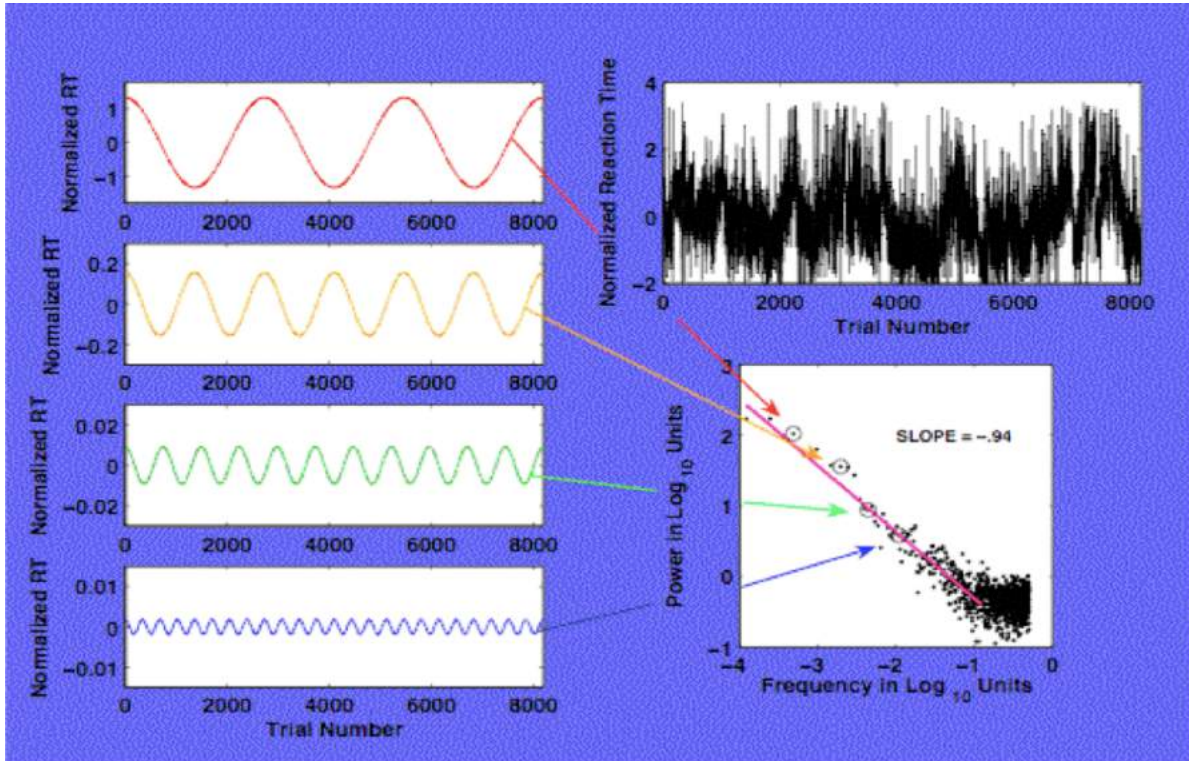 Normalized RT
1
0
−1
0 2000 4000 6000 8000
Normalized RT
0.2
0
−0.2
0 2000 4000 6000 8000
Normalized RT
0.02
0
−0.02
0 2000 4000 6000 8000
Normalized RT
0.01
0
−0.01
0 2000 4000 6000 8000
Trial Number
Normalized Reaction Time
4
2
0
−2
0 2000 4000 6000 8000
Trial Number
Power in Log 10 Units
3
2
1
0
−1
SLOPE = −.94
−4 −3 −2 −1 0
Frequency in Log 10 Units